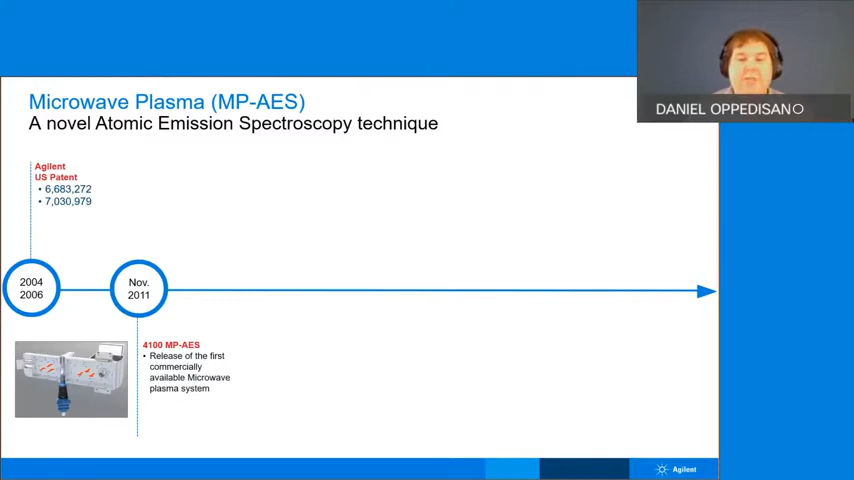 DANIEL OPPEDISANO
Microwave Plasma (MP-AES)
A novel Atomic Emission Spectroscopy technique
Agilent
US Patent
• 6,683,272
• 7,030,979
2004
2006
Nov.
2011
4100 MP-AES
• Release of the first
commercially
available Microwave
plasma system
Agilent